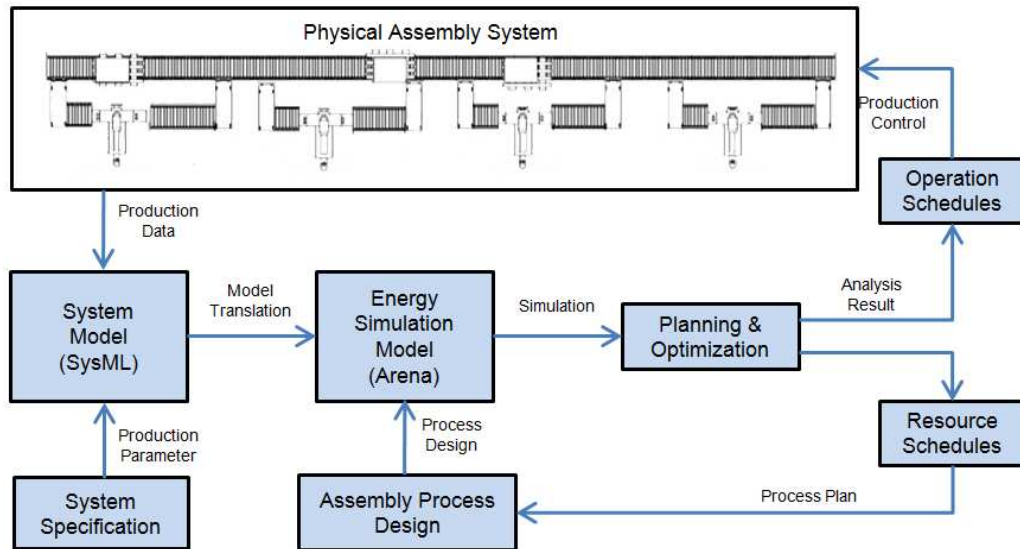 Physical Assembly System
Production
Control
Operation
Schedules
Production
Data
System
Model
(SysML)
Model
Translation
Energy
Simulation
Model
(Arena)
Simulation
Planning &
Optimization
Analysis
Result
Production
Parameter
Process
Design
Resource
Schedules
System
Specification
Assembly Process
Design
Process Plan